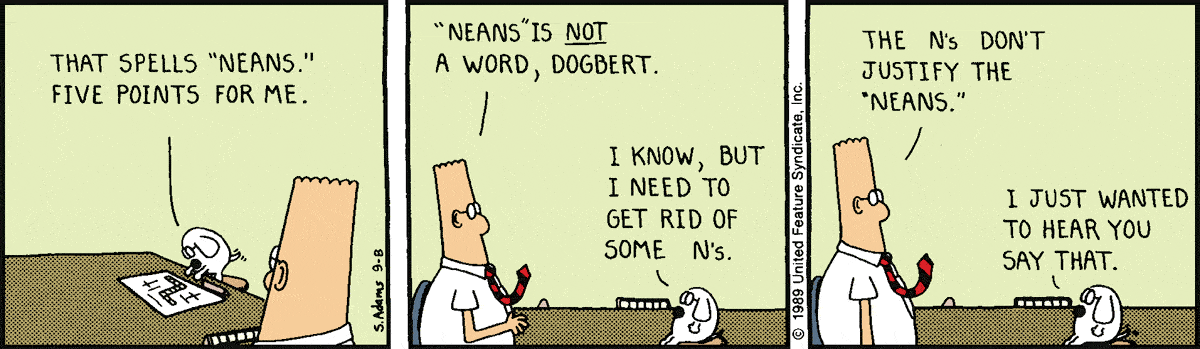 THAT SPELLS "NEANS."
FIVE POINTS FOR ME.
S.Adams 9-8
"NEANS" IS NOT
A WORD, DOGBERT.
I KNOW, BUT
I NEED TO
GET RID OF
SOME N's.
© 1989 United Feature Syndicate, Inc.
THE N's DON'T
JUSTIFY THE
"NEANS."
I JUST WANTED
TO HEAR YOU
SAY THAT.